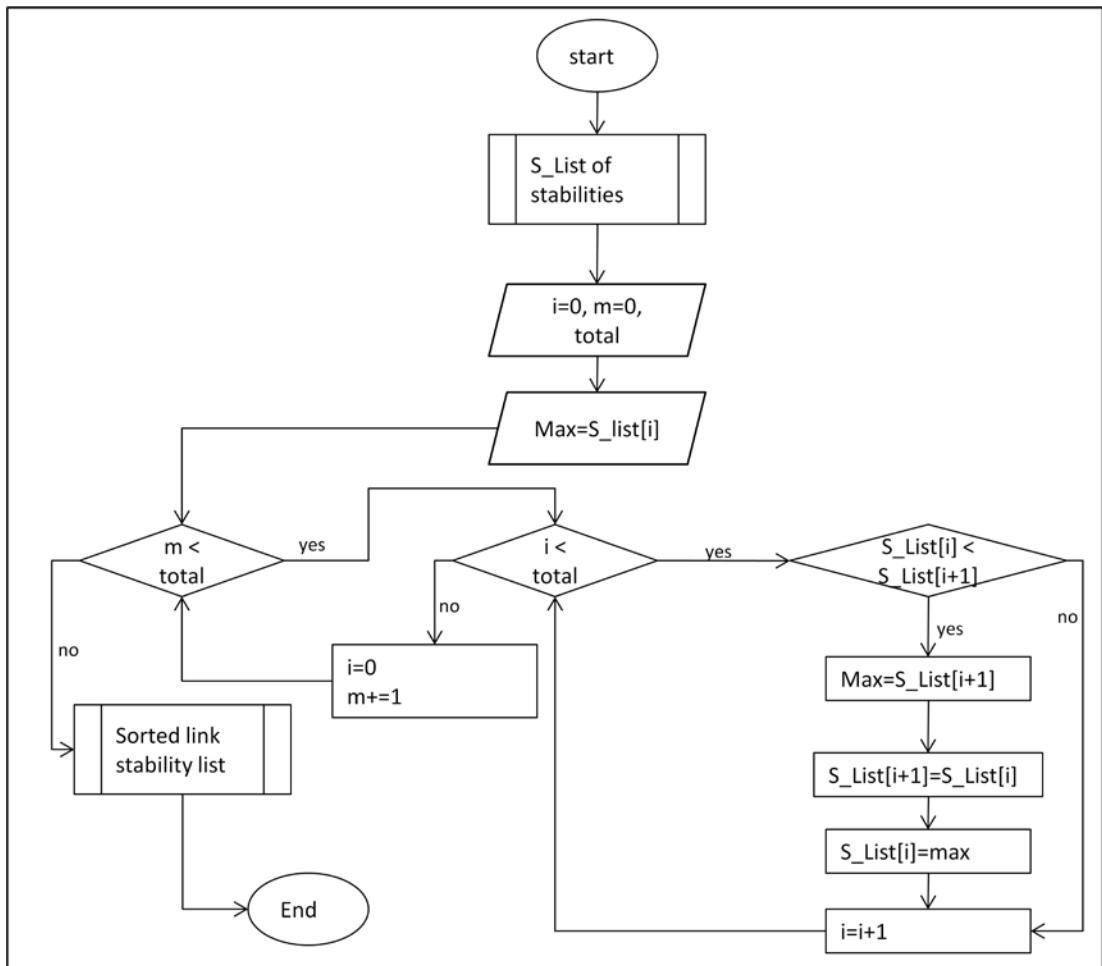 start
S_List of
stabilities
i=0, m=0,
total
Max=S_list[i]
m <
total
yes
i <
total
yes
S_List[i] <
S_List[i+1]
no
no
yes
no
i=0
m+=1
Max=S_List[i+1]
Sorted link
stability list
S_List[i+1]=S_List[i]
S_List[i]=max
End
i=i+1